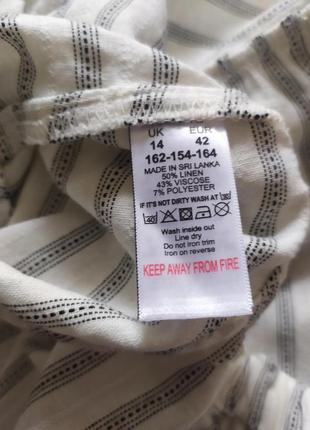 UK EUR
14 42
162-154-164
MADE IN SRI LANKA
50% LINEN
43% VISCOSE
7% POLYESTER
IF IT'S NOT DIRTY WASH AT 30
40
Wash inside out
Line dry
Do not iron trim
Iron on reverse
KEEP AWAY FROM FIRE